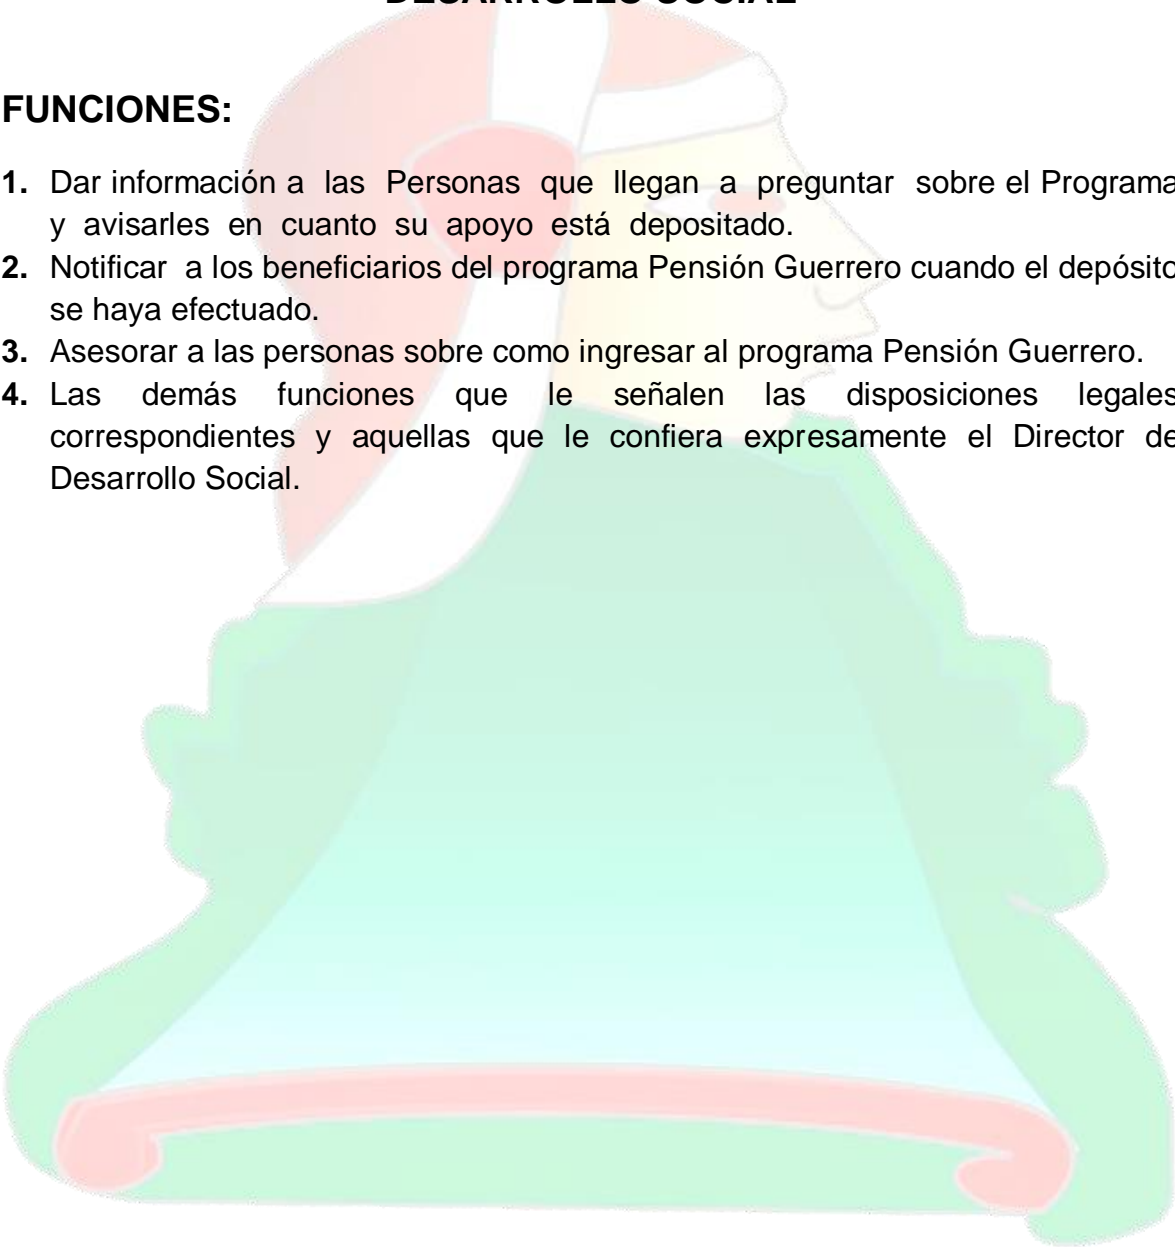 DESARROLLO SOCIAL
FUNCIONES:
1. Dar información a las Personas que llegan a preguntar sobre el Programa
y avisarles en cuanto su apoyo está depositado.
2. Notificar a los beneficiarios del programa Pensión Guerrero cuando el depósito
se haya efectuado.
3. Asesorar a las personas sobre como ingresar al programa Pensión Guerrero.
4. Las demás funciones que le señalen las disposiciones legales
correspondientes y aquellas que le confiera expresamente el Director de
Desarrollo Social.